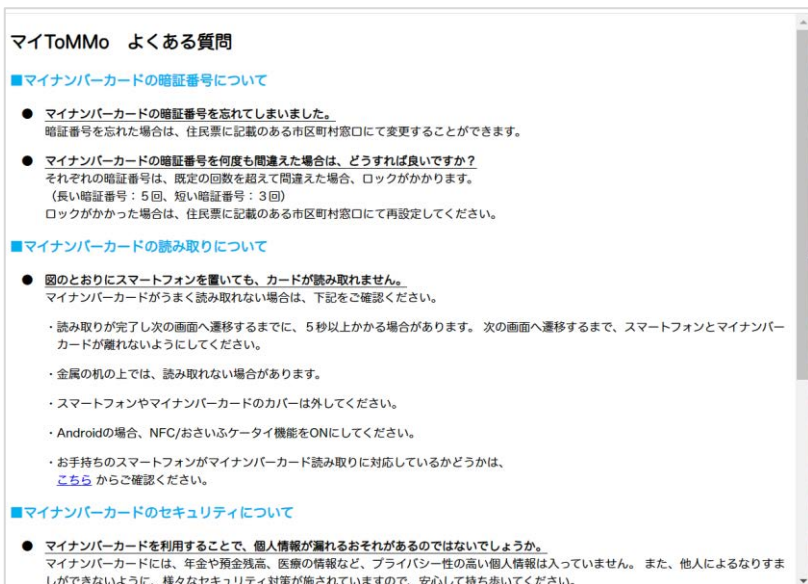 マイToMMo　よくある質問
■マイナンバーカードの暗証番号について
● マイナンバーカードの暗証番号を忘れてしまいました。
暗証番号を忘れた場合は、住民票に記載のある市区町村窓口にて変更することができます。
● マイナンバーカードの暗証番号を何度も間違えた場合は、どうすれば良いですか？
それぞれの暗証番号は、既定の回数を超えて間違えた場合、ロックがかかります。
（長い暗証番号：５回、短い暗証番号：３回）
ロックがかかった場合は、住民票に記載のある市区町村窓口にて再設定してください。
■マイナンバーカードの読み取りについて
● 図のとおりにスマートフォンを置いても、カードが読み取れません。
マイナンバーカードがうまく読み取れない場合は、下記をご確認ください。
・読み取りが完了し次の画面へ遷移するまでに、５秒以上かかる場合があります。 次の画面へ遷移するまで、スマートフォンとマイナンバー
カードが離れないようにしてください。
・金属の机の上では、読み取れない場合があります。
・スマートフォンやマイナンバーカードのカバーは外してください。
・Androidの場合、NFC/おさいふケータイ機能をONにしてください。
・お手持ちのスマートフォンがマイナンバーカード読み取りに対応しているかどうかは、
こちら からご確認ください。
■マイナンバーカードのセキュリティについて
● マイナンバーカードを利用することで、個人情報が漏れるおそれがあるのではないでしょうか。
マイナンバーカードには、年金や預金残高、医療の情報など、プライバシー性の高い個人情報は入っていません。 また、他人によるなりすま
しができないように、様々なセキュリティ対策が施されていますので、安心して持ち歩いてください。